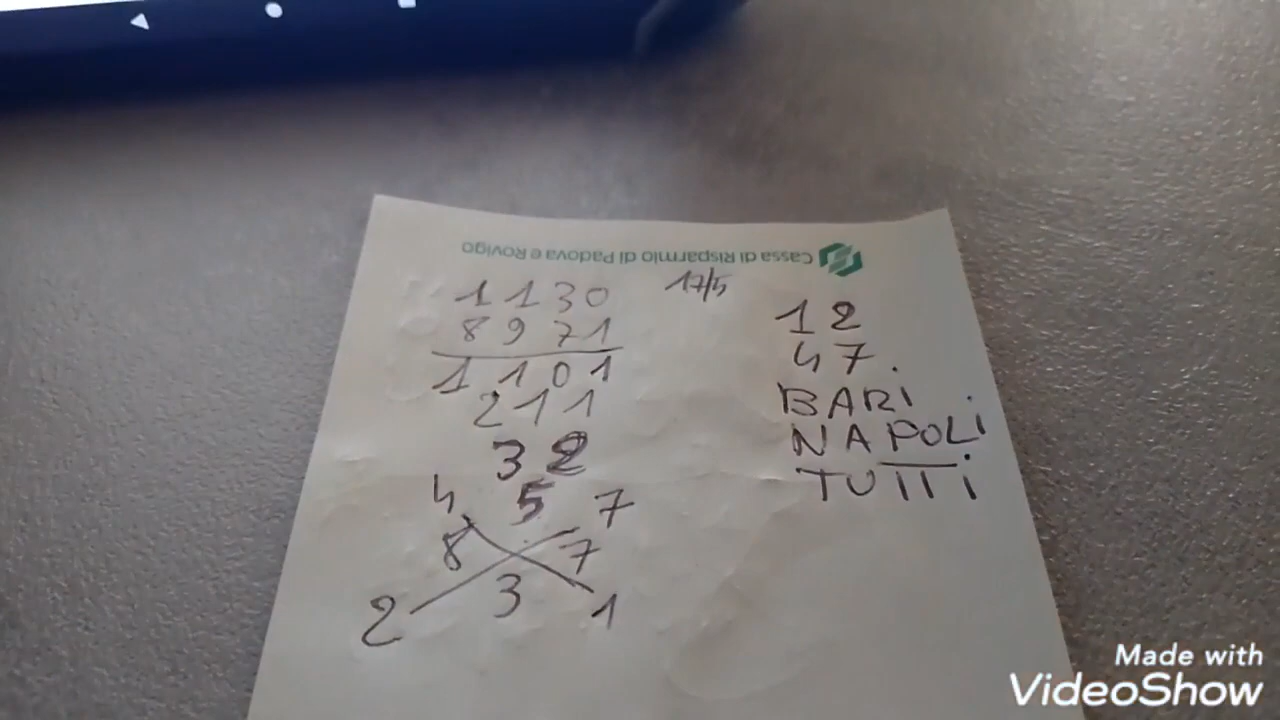 Cassa di Risparmio di Padova e Rovigo
17/5
1130
8971
1101
211
32
4 5 7
8 7
2 3 1
12
47.
BARI
NAPOLI
TUTTI
Made with
VideoShow